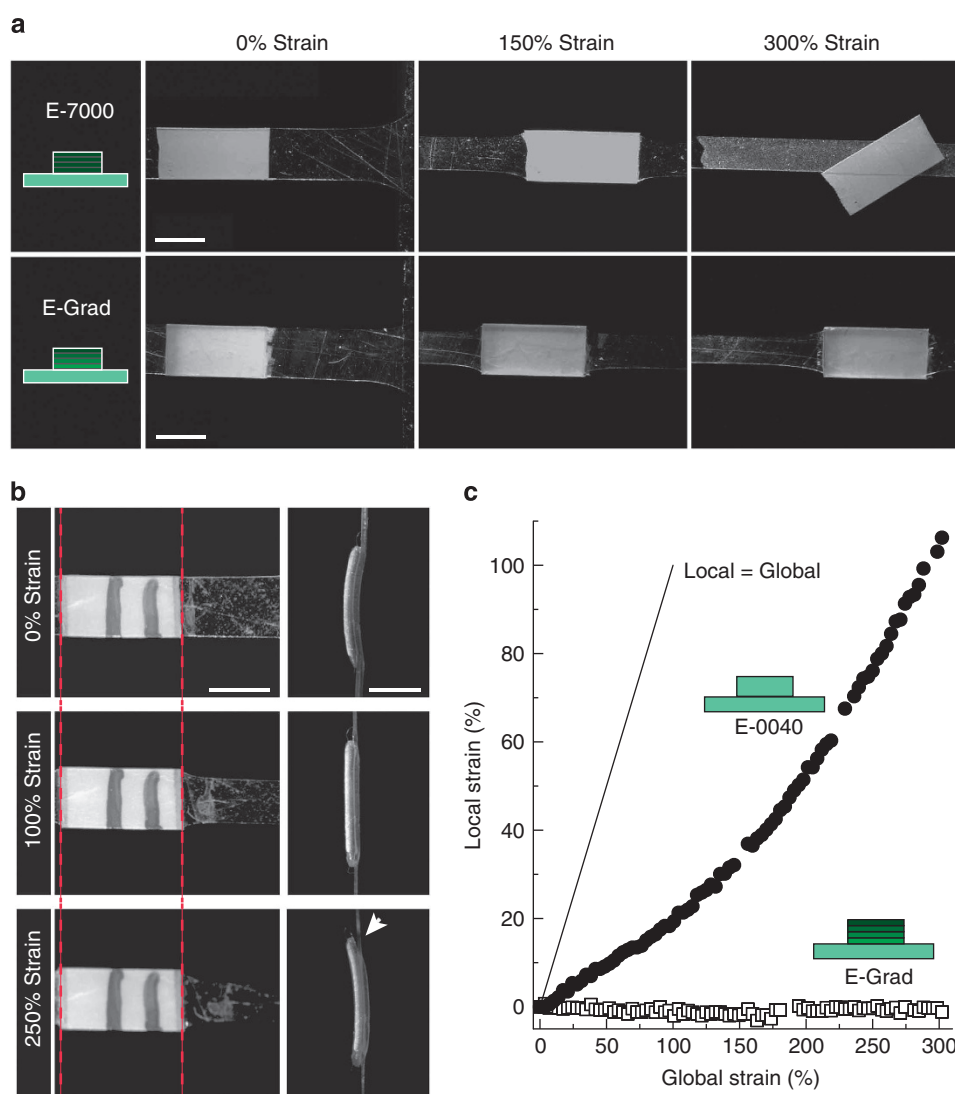 a
0% Strain
150% Strain
300% Strain
E-7000
E-Grad
b
0% Strain
100% Strain
250% Strain
c
100
80
60
40
20
0
Local strain (%)
Local = Global
E-0040
E-Grad
0
50
100
150
200
250
300
Global strain (%)